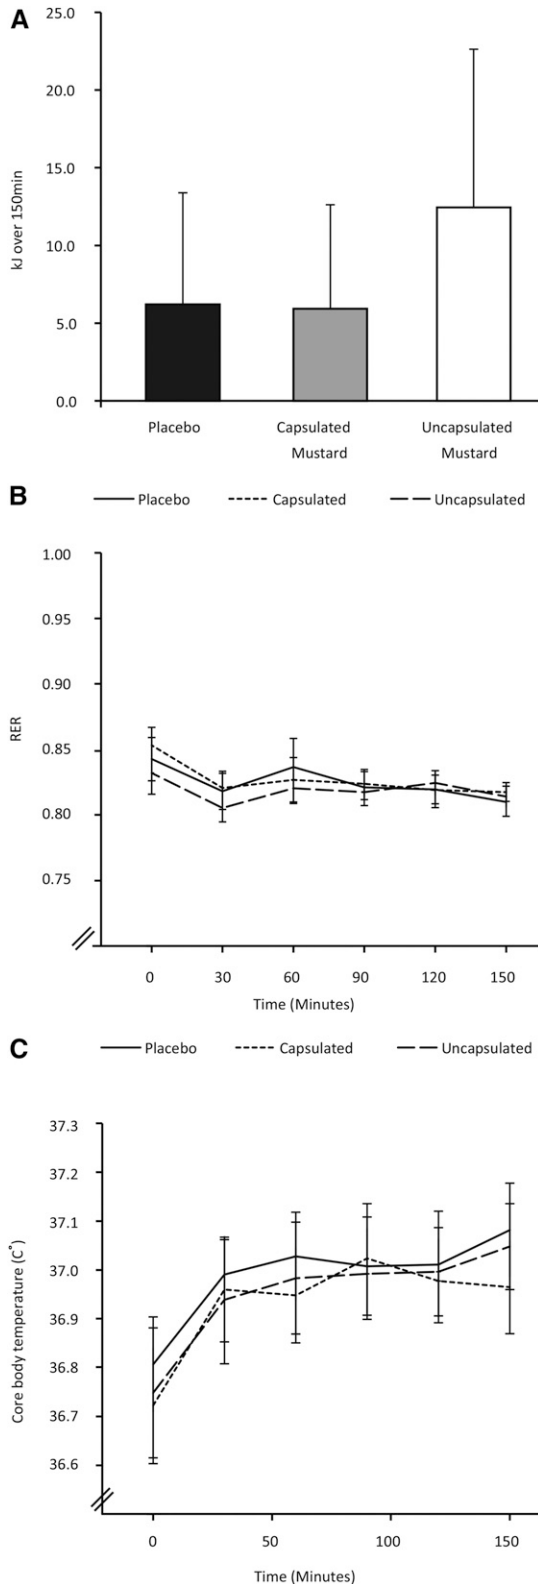 A
25.0
20.0
15.0
10.0
5.0
0.0
kJ over 150min
Placebo
Capsulated
Mustard
Uncapsulated
Mustard
B
Placebo
Capsulated
Uncapsulated
1.00
0.95
0.90
0.85
0.80
0.75
RER
0
30
60
90
120
150
Time (Minutes)
C
Placebo
Capsulated
Uncapsulated
37.3
37.2
37.1
37.0
36.9
36.8
36.7
36.6
Core body temperature (C°)
0
50
100
150
Time (Minutes)